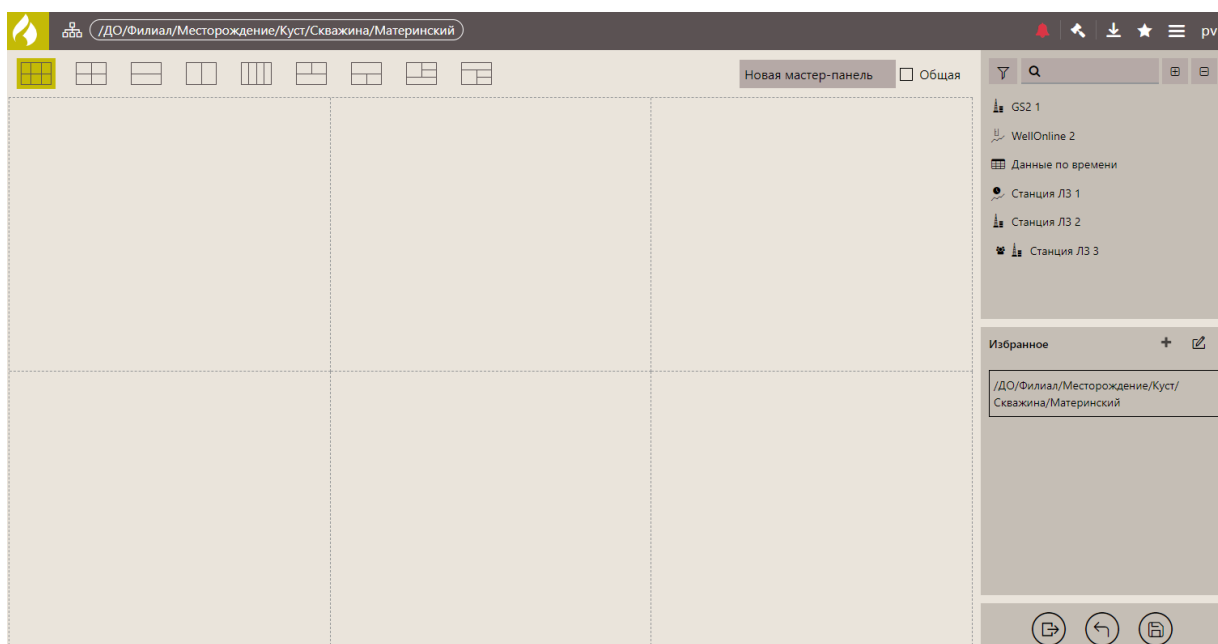 /ДО/Филиал/Месторождение/Куст/Скважина/Материнский
pv
Новая мастер-панель
Общая
GS2 1
WellOnline 2
Данные по времени
Станция ЛЗ 1
Станция ЛЗ 2
Станция ЛЗ 3
Избранное
/ДО/Филиал/Месторождение/Куст/
Скважина/Материнский